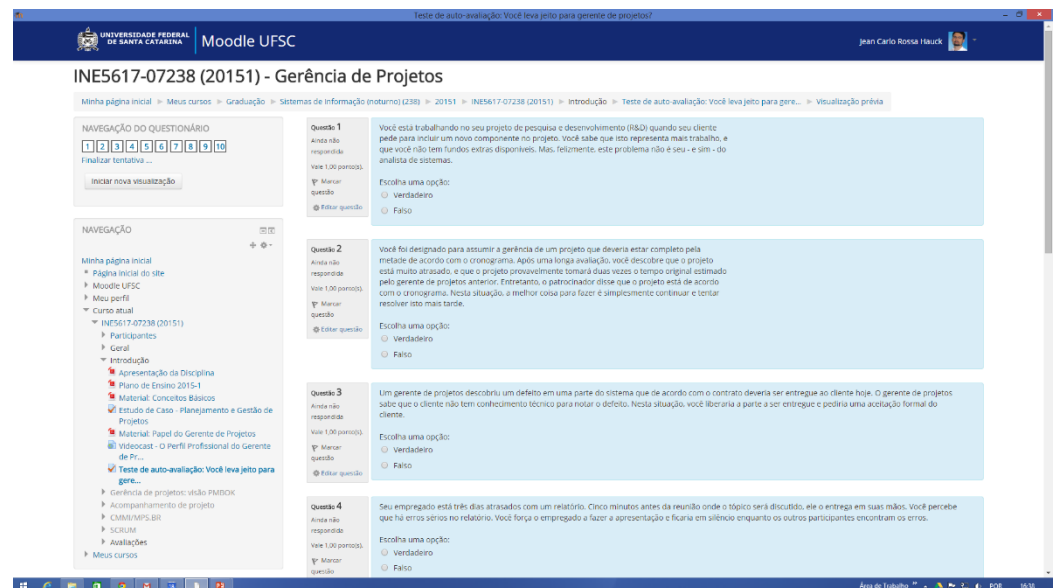 Teste de auto-avaliação: Você leva jeito para gerente de projetos?
UNIVERSIDADE FEDERAL
DE SANTA CATARINA
Moodle UFSC
Jean Carlo Rossa Hauck
INE5617-07238 (20151) - Gerência de Projetos
Minha página inicial ► Meus cursos ► Graduação ► Sistemas de Informação (noturno) (238) ► 20151 ► INE5617-07238 (20151) ► Introdução ► Teste de auto-avaliação: Você leva jeito para gere... ► Visualização prévia
NAVEGAÇÃO DO QUESTIONÁRIO
1 2 3 4 5 6 7 8 9 10
Finalizar tentativa ...
Iniciar nova visualização
NAVEGAÇÃO
Minha página inicial
Página inicial do site
Moodle UFSC
Meu perfil
Curso atual
INE5617-07238 (20151)
Participantes
Geral
Introdução
Apresentação da Disciplina
Plano de Ensino 2015-1
Material: Conceitos Básicos
Estudo de Caso - Planejamento e Gestão de
Projetos
Material: Papel do Gerente de Projetos
Videocast - O Perfil Profissional do Gerente
de Pr...
Teste de auto-avaliação: Você leva jeito para
gere...
Gerência de projetos: visão PMBOK
Acompanhamento de projeto
CMMI/MPS.BR
SCRUM
Avaliações
Meus cursos
Questão 1
Ainda não
respondida
Vale 1,00 ponto(s).
Marcar
questão
Editar questão
Você está trabalhando no seu projeto de pesquisa e desenvolvimento (R&D) quando seu cliente
pede para incluir um novo componente no projeto. Você sabe que isto representa mais trabalho, e
que você não tem fundos extras disponíveis. Mas, felizmente, este problema não é seu - e sim - do
analista de sistemas.
Escolha uma opção:
Verdadeiro
Falso
Questão 2
Ainda não
respondida
Vale 1,00 ponto(s).
Marcar
questão
Editar questão
Você foi designado para assumir a gerência de um projeto que deveria estar completo pela
metade de acordo com o cronograma. Após uma longa avaliação, você descobre que o projeto
está muito atrasado, e que o projeto provavelmente tomará duas vezes o tempo original estimado
pelo gerente de projetos anterior. Entretanto, o patrocinador disse que o projeto está de acordo
com o cronograma. Nesta situação, a melhor coisa para fazer é simplesmente continuar e tentar
resolver isto mais tarde.
Escolha uma opção:
Verdadeiro
Falso
Questão 3
Ainda não
respondida
Vale 1,00 ponto(s).
Marcar
questão
Editar questão
Um gerente de projetos descobriu um defeito em uma parte do sistema que de acordo com o contrato deveria ser entregue ao cliente hoje. O gerente de projetos
sabe que o cliente não tem conhecimento técnico para notar o defeito. Nesta situação, você liberaria a parte a ser entregue e pediria uma aceitação formal do
cliente.
Escolha uma opção:
Verdadeiro
Falso
Questão 4
Ainda não
respondida
Vale 1,00 ponto(s).
Marcar
questão
Seu empregado está três dias atrasados com um relatório. Cinco minutos antes da reunião onde o tópico será discutido, ele o entrega em suas mãos. Você percebe
que há erros sérios no relatório. Você força o empregado a fazer a apresentação e ficaria em silêncio enquanto os outros participantes encontram os erros.
Escolha uma opção:
Verdadeiro
Falso
Área de Trabalho
POR
16:38